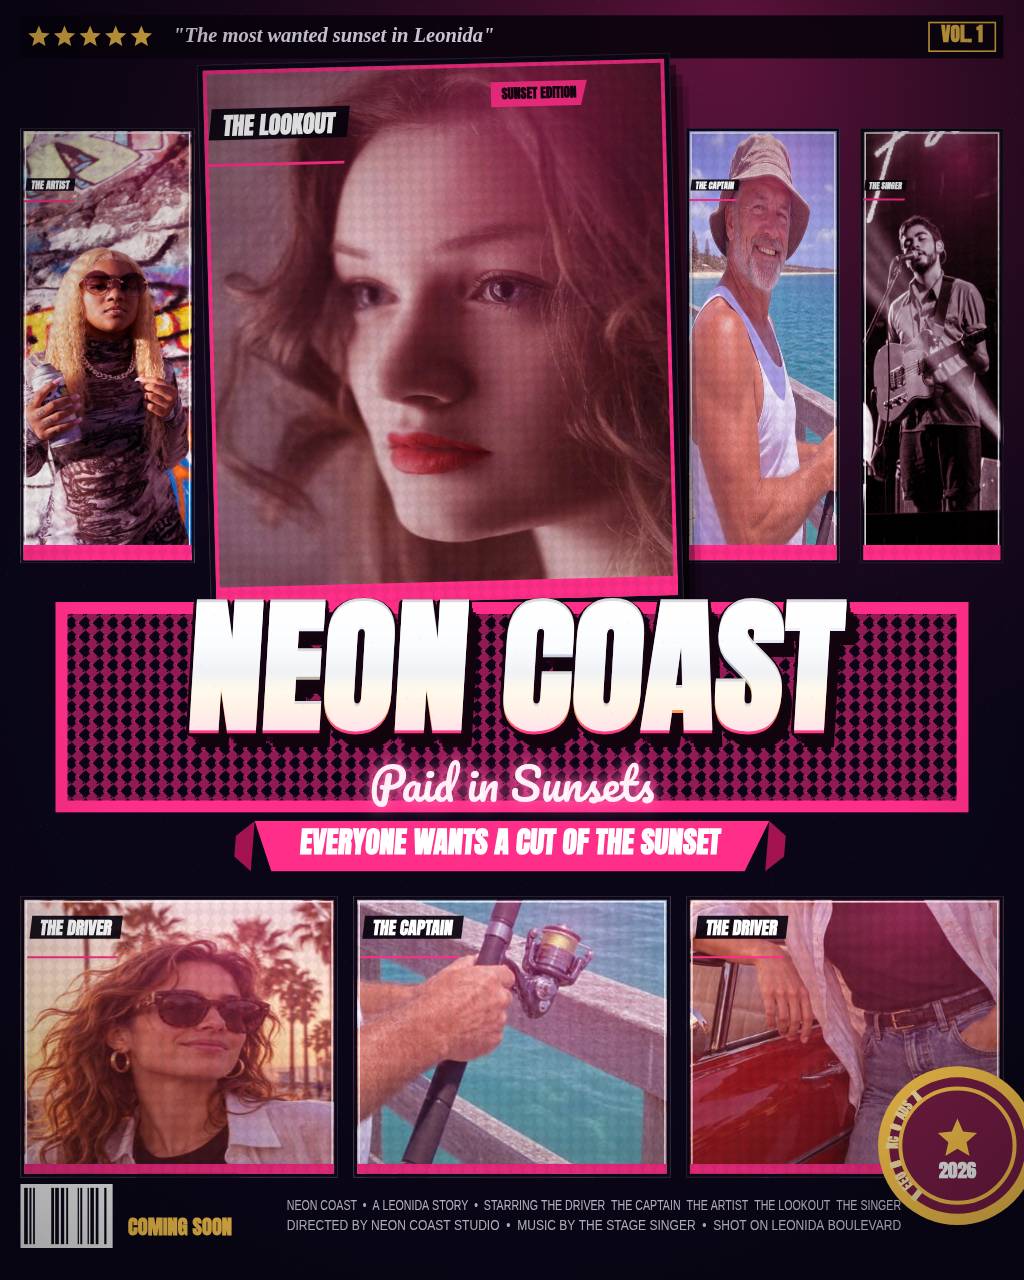 "The most wanted sunset in Leonida"
VOL. 1
SUNSET EDITION
THE LOOKOUT
THE ARTIST
THE CAPTAIN
THE SINGER
NEON COAST
Paid in Sunsets
EVERYONE WANTS A CUT OF THE SUNSET
THE DRIVER
THE CAPTAIN
THE DRIVER
2026
COMING SOON
NEON COAST • A LEONIDA STORY • STARRING THE DRIVER THE CAPTAIN THE ARTIST THE LOOKOUT THE SINGER
DIRECTED BY NEON COAST STUDIO • MUSIC BY THE STAGE SINGER • SHOT ON LEONIDA BOULEVARD